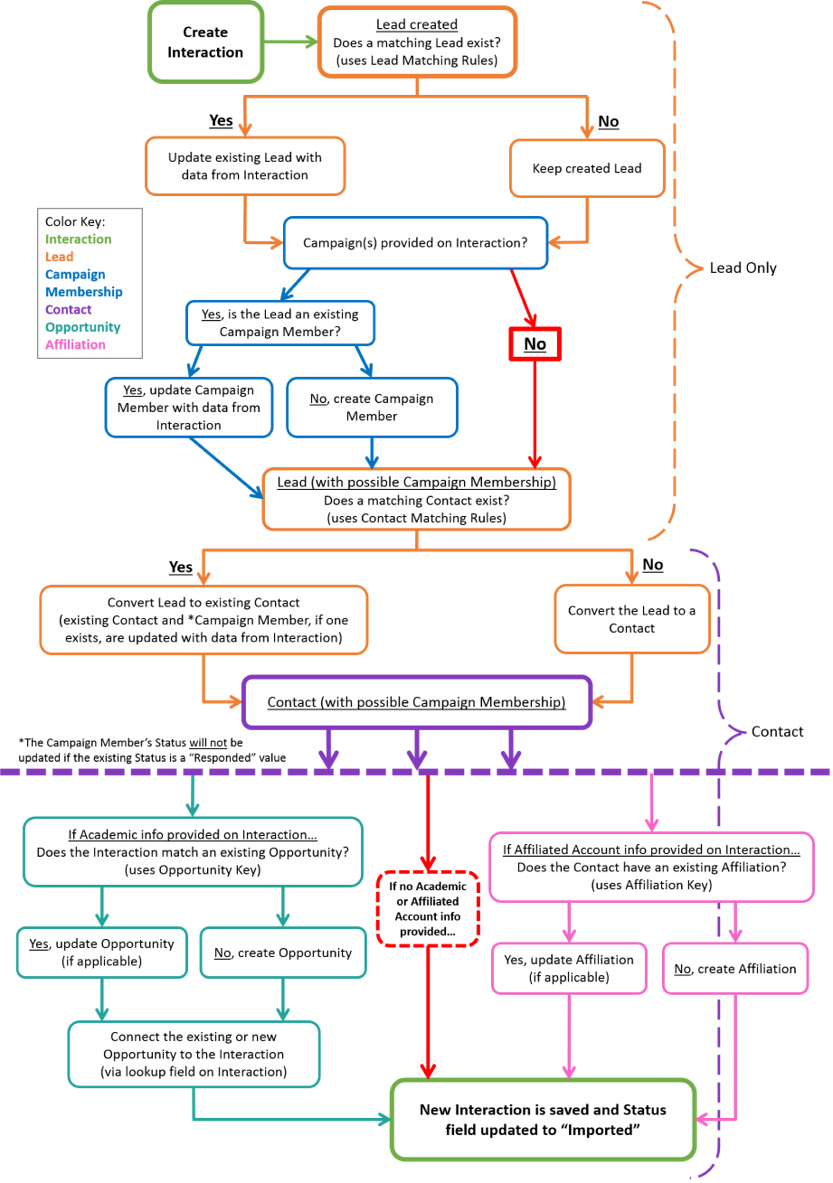 Create
Interaction
Lead created
Does a matching Lead exist?
(uses Lead Matching Rules)
Yes
No
Update existing Lead with
data from Interaction
Keep created Lead
Color Key:
Interaction
Lead
Campaign
Membership
Contact
Opportunity
Affiliation
Campaign(s) provided on Interaction?
Lead Only
Yes, is the Lead an existing
Campaign Member?
No
Yes, update Campaign
Member with data from
Interaction
No, create Campaign
Member
Lead (with possible Campaign Membership)
Does a matching Contact exist?
(uses Contact Matching Rules)
Yes
No
Convert Lead to existing Contact
(existing Contact and *Campaign Member, if one
exists, are updated with data from Interaction)
Convert the Lead to a
Contact
Contact (with possible Campaign Membership)
Contact
*The Campaign Member's Status will not be
updated if the existing Status is a “Responded” value
If Academic info provided on Interaction…
Does the Interaction match an existing Opportunity?
(uses Opportunity Key)
If no Academic
or Affiliated
Account info
provided…
If Affiliated Account info provided on Interaction…
Does the Contact have an existing Affiliation?
(uses Affiliation Key)
Yes, update Opportunity
(if applicable)
No, create Opportunity
Yes, update Affiliation
(if applicable)
No, create Affiliation
Connect the existing or new
Opportunity to the Interaction
(via lookup field on Interaction)
New Interaction is saved and Status
field updated to “Imported”